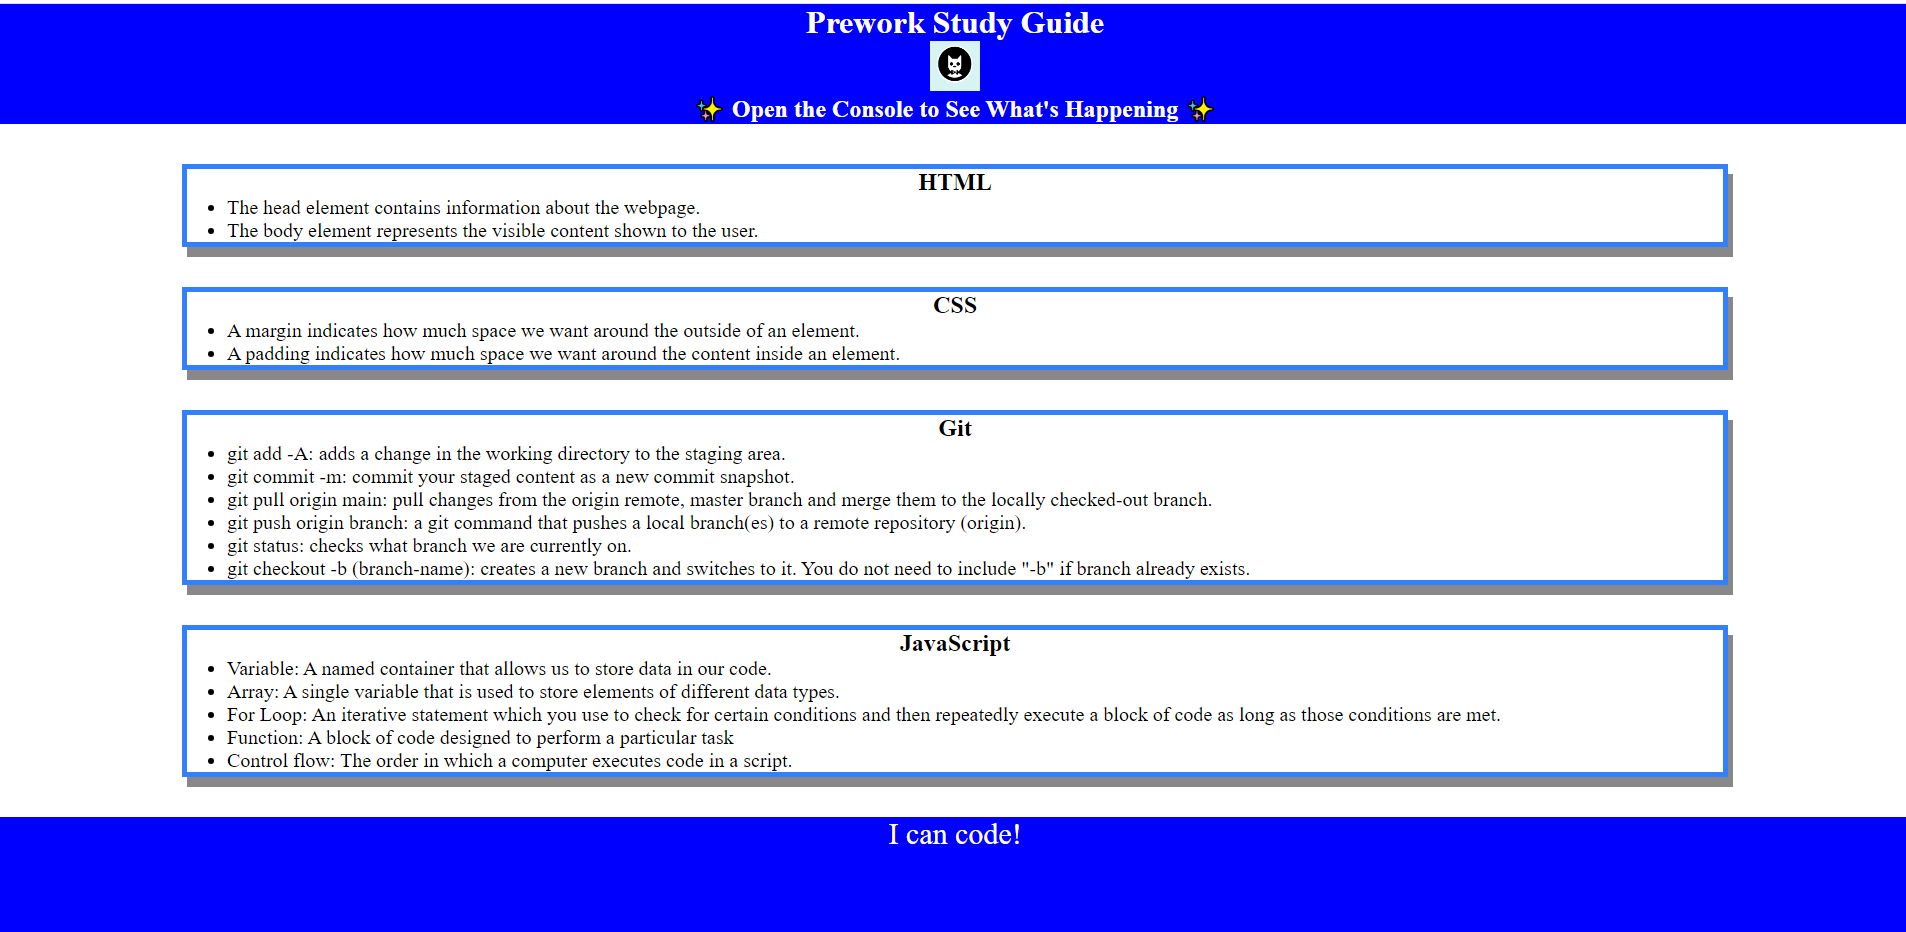 Prework Study Guide
✨ Open the Console to See What's Happening ✨
HTML
• The head element contains information about the webpage.
• The body element represents the visible content shown to the user.
CSS
• A margin indicates how much space we want around the outside of an element.
• A padding indicates how much space we want around the content inside an element.
Git
• git add -A: adds a change in the working directory to the staging area.
• git commit -m: commit your staged content as a new commit snapshot.
• git pull origin main: pull changes from the origin remote, master branch and merge them to the locally checked-out branch.
• git push origin branch: a git command that pushes a local branch(es) to a remote repository (origin).
• git status: checks what branch we are currently on.
• git checkout -b (branch-name): creates a new branch and switches to it. You do not need to include "-b" if branch already exists.
JavaScript
• Variable: A named container that allows us to store data in our code.
• Array: A single variable that is used to store elements of different data types.
• For Loop: An iterative statement which you use to check for certain conditions and then repeatedly execute a block of code as long as those conditions are met.
• Function: A block of code designed to perform a particular task
• Control flow: The order in which a computer executes code in a script.
I can code!